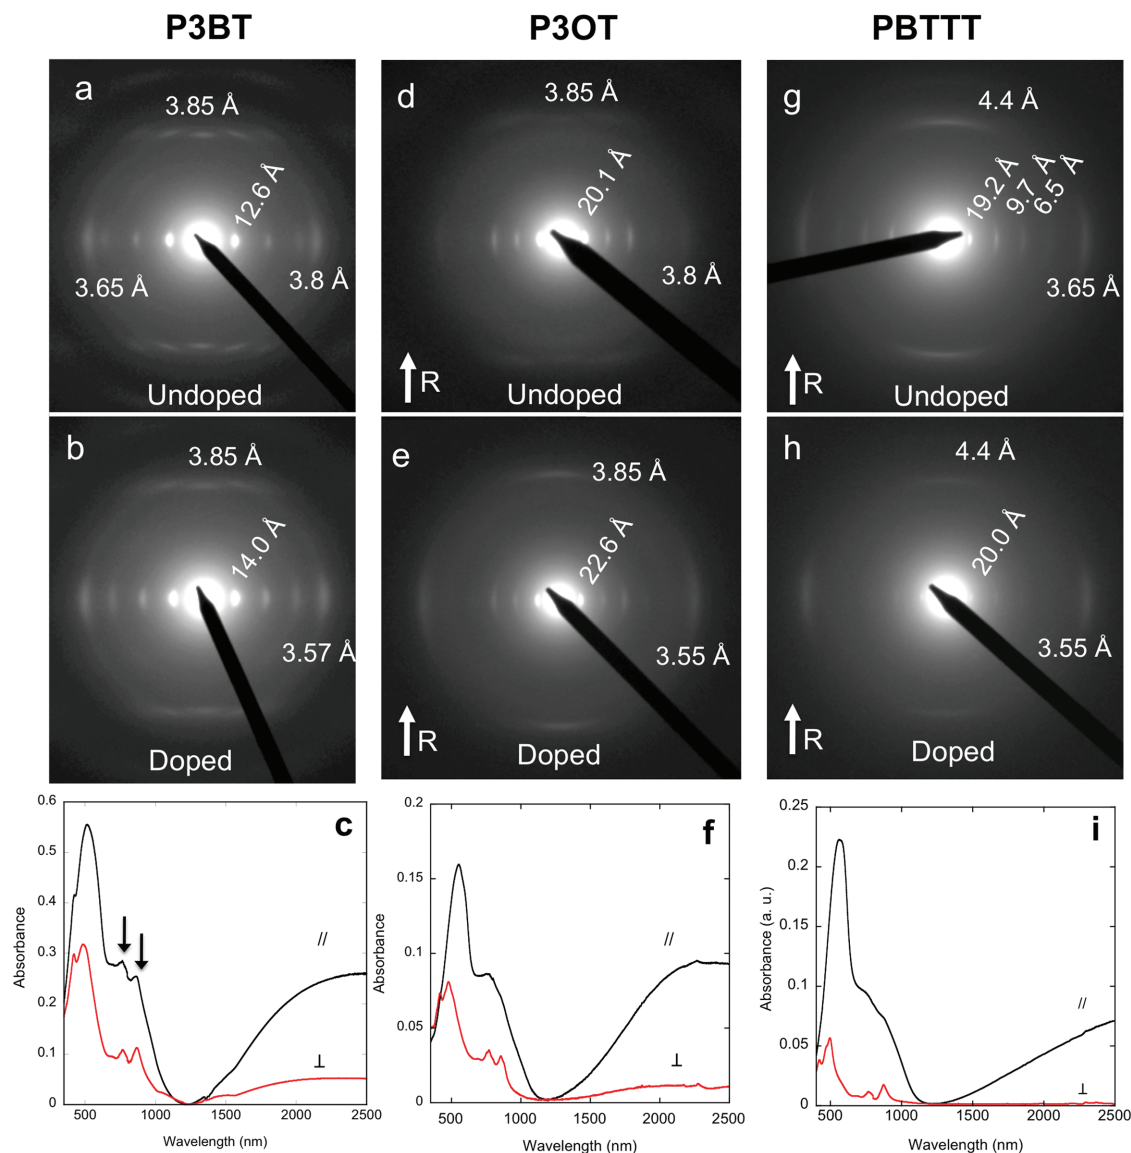 P3BT
P3OT
PBTTT
a
3.85 Å
12.6 Å
3.65 Å
3.8 Å
Undoped
d
3.85 Å
20.1 Å
3.8 Å
R
Undoped
g
4.4 Å
19.2 Å
9.7 Å
6.5 Å
3.65 Å
R
Undoped
b
3.85 Å
14.0 Å
3.57 Å
Doped
e
3.85 Å
22.6 Å
3.55 Å
R
Doped
h
4.4 Å
20.0 Å
3.55 Å
R
Doped
c
0.6
0.5
0.4
0.3
0.2
0.1
0
Absorbance
//
⊥
500 1000 1500 2000 2500
Wavelength (nm)
f
0.2
0.15
0.1
0.05
0
Absorbance
//
⊥
500 1000 1500 2000 2500
Wavelength (nm)
i
0.25
0.2
0.15
0.1
0.05
0
Absorbance (a. u.)
//
⊥
500 1000 1500 2000 2500
Wavelength (nm)